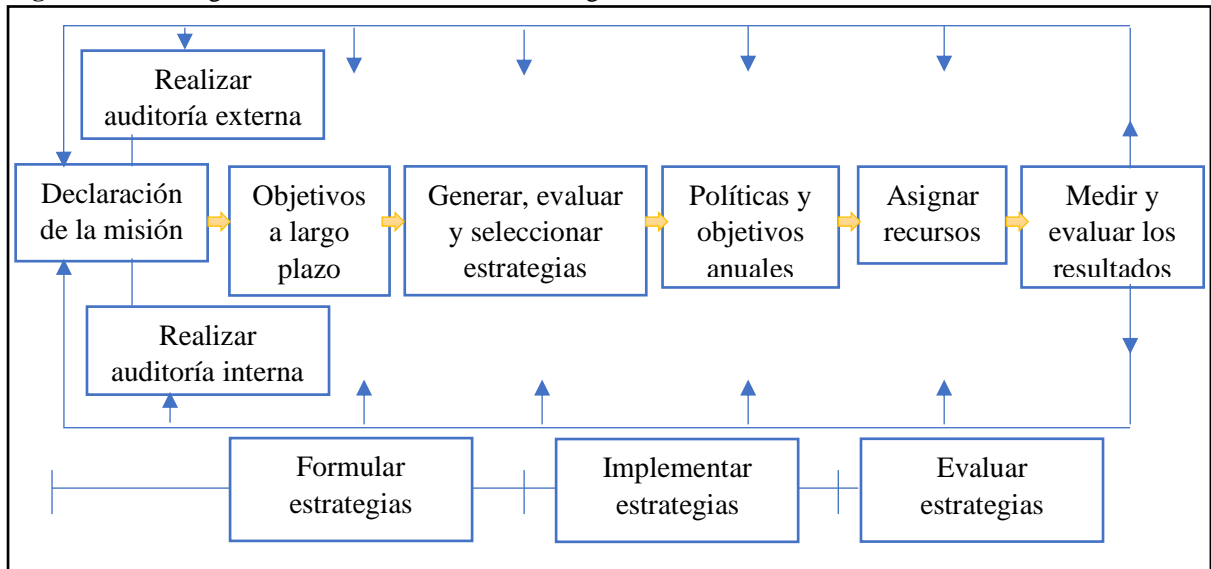 Realizar
auditoría externa
Declaración
de la misión
Objetivos
a largo
plazo
Generar, evaluar
y seleccionar
estrategias
Políticas y
objetivos
anuales
Asignar
recursos
Medir y
evaluar los
resultados
Realizar
auditoría interna
Formular
estrategias
Implementar
estrategias
Evaluar
estrategias